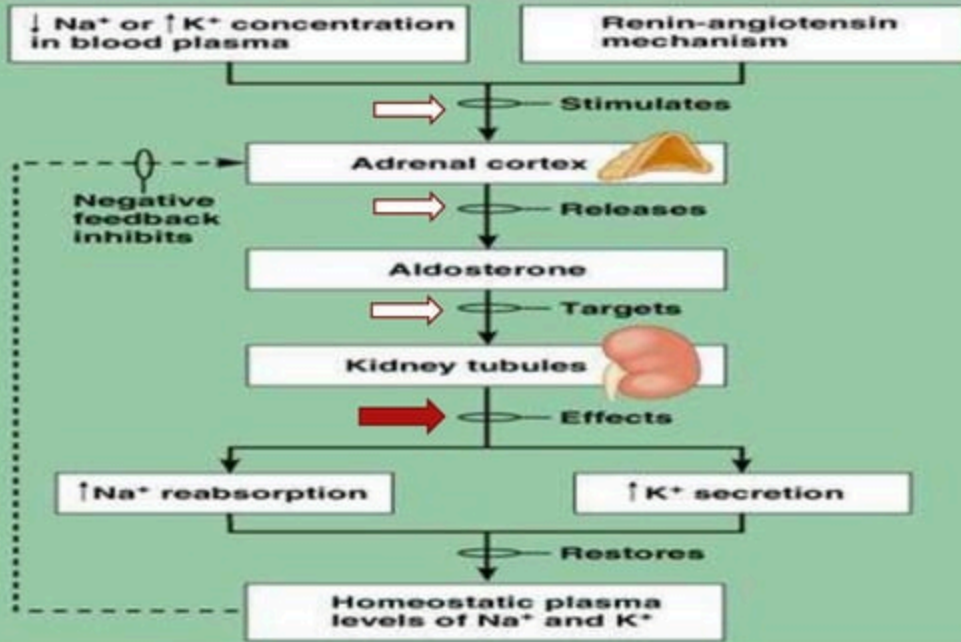 ↓ Na⁺ or ↑K⁺ concentration
in blood plasma
Renin-angiotensin
mechanism
Stimulates
Adrenal cortex
Negative
feedback
inhibits
Releases
Aldosterone
Targets
Kidney tubules
Effects
↑Na⁺ reabsorption
↑K⁺ secretion
Restores
Homeostatic plasma
levels of Na⁺ and K⁺